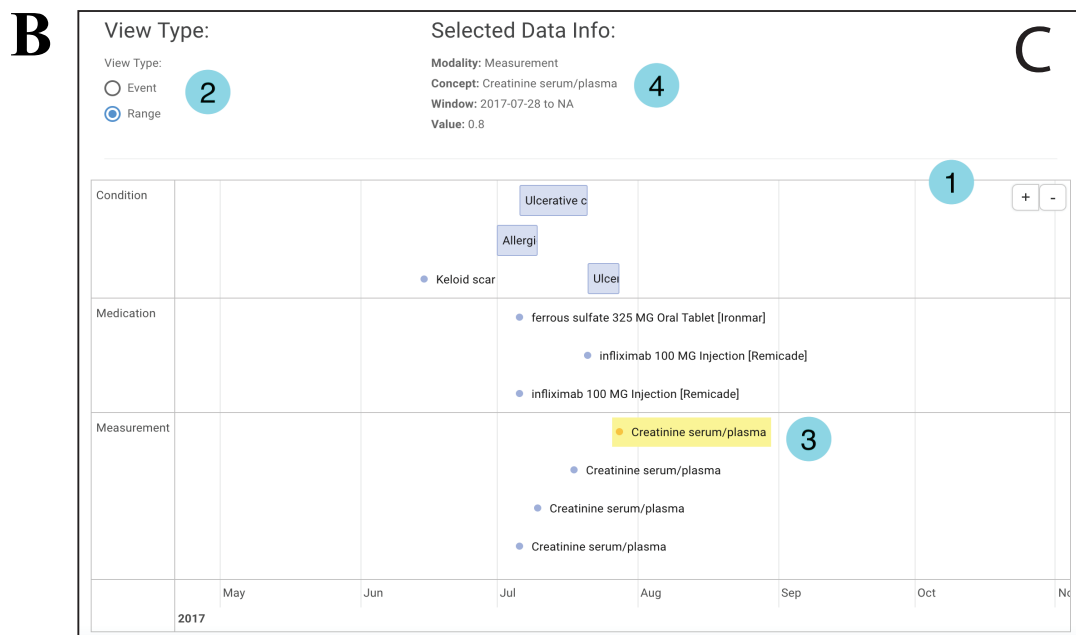 B
C
View Type:
View Type:
Event
Range
2
Selected Data Info:
Modality: Measurement
Concept: Creatinine serum/plasma
Window: 2017-07-28 to NA
Value: 0.8
4
1
+ -
Condition
Ulcerative c
Allergi
Keloid scar
Ulcer
Medication
ferrous sulfate 325 MG Oral Tablet [Ironmar]
infliximab 100 MG Injection [Remicade]
infliximab 100 MG Injection [Remicade]
Measurement
Creatinine serum/plasma
3
Creatinine serum/plasma
Creatinine serum/plasma
Creatinine serum/plasma
May Jun Jul Aug Sep Oct No
2017